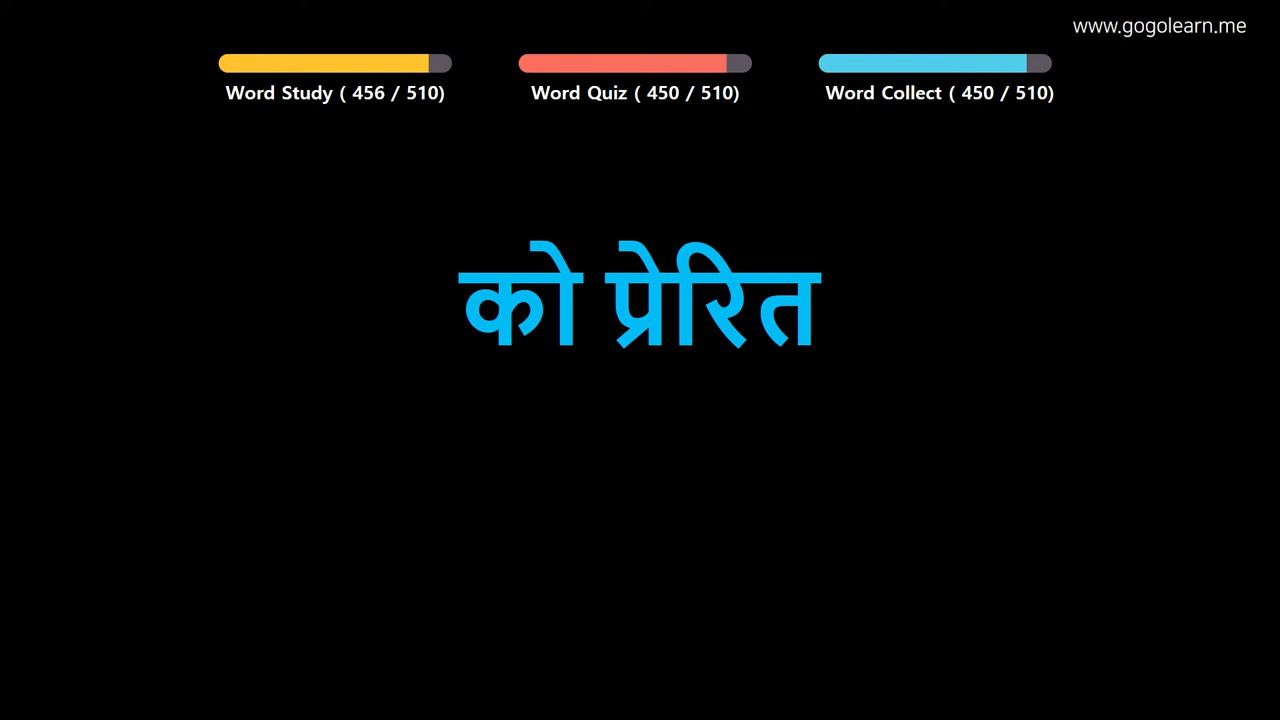 www.gogolearn.me
Word Study ( 456 / 510)
Word Quiz ( 450 / 510)
Word Collect ( 450 / 510)
को प्रेरित